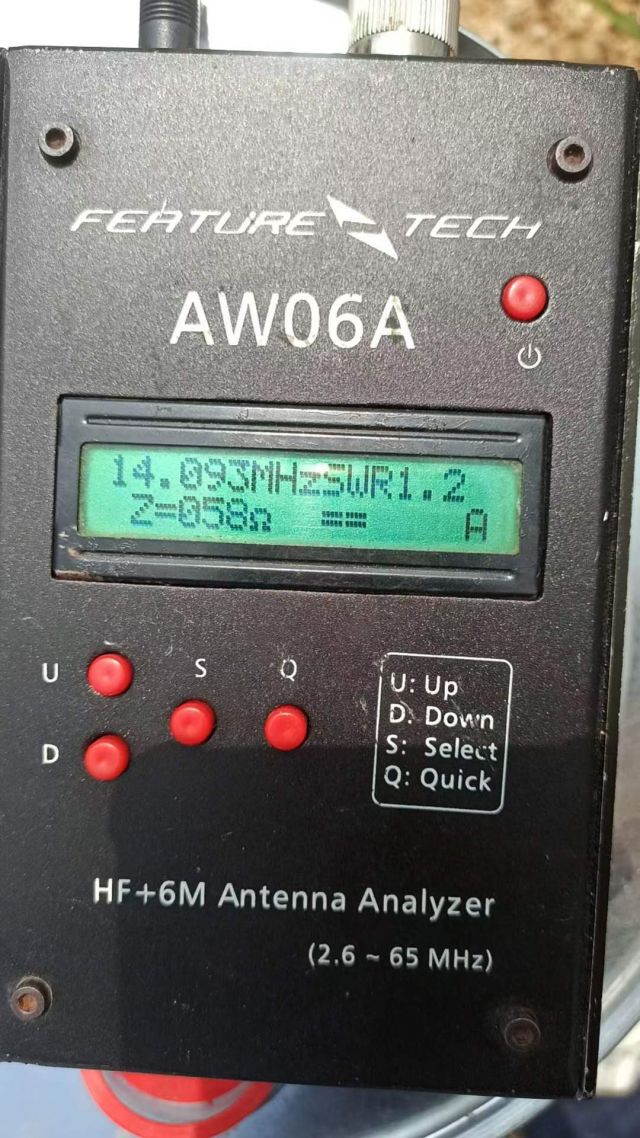 FEATURE TECH
AW06A
14.093MHzSWR1.2
Z=058Ω == A
U S Q
D
U: Up
D: Down
S: Select
Q: Quick
HF+6M Antenna Analyzer
(2.6 ~ 65 MHz)